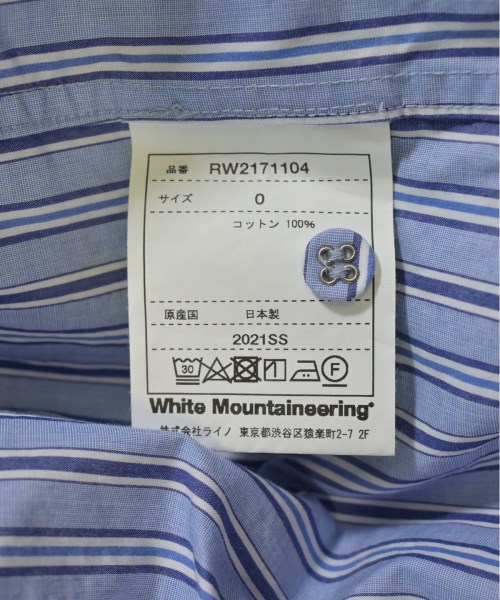 品番 RW2171104
サイズ 0
コットン 100%
原産国 日本製
2021SS
30 F
White Mountaineering®
株式会社ライノ 東京都渋谷区猿楽町2-7 2F